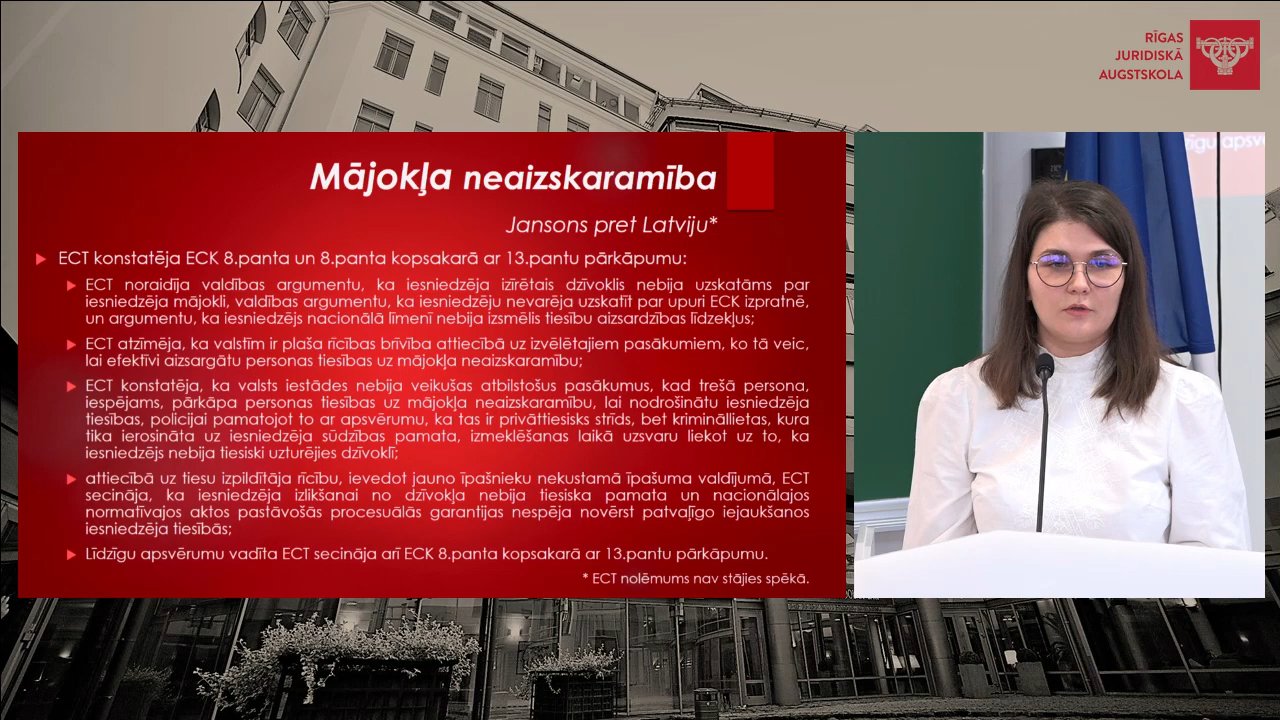 RĪGAS
JURIDISKĀ
AUGSTSKOLA
Mājokļa neaizskaramība
Jansons pret Latviju*
ECT konstatēja ECK 8.panta un 8.panta kopsakarā ar 13.pantu pārkāpumu:
ECT noraidīja valdības argumentu, ka iesniedzēja izīrētais dzīvoklis nebija uzskatāms par
iesniedzēja mājokli, valdības argumentu, ka iesniedzēju nevarēja uzskatīt par upuri ECK izpratnē,
un argumentu, ka iesniedzējs nacionālā līmenī nebija izsmēlis tiesību aizsardzības līdzekļus;
ECT atzīmēja, ka valstīm ir plaša rīcības brīvība attiecībā uz izvēlētajiem pasākumiem, ko tā veic,
lai efektīvi aizsargātu personas tiesības uz mājokļa neaizskaramību;
ECT konstatēja, ka valsts iestādes nebija veikušas atbilstošus pasākumus, kad trešā persona,
iespējams, pārkāpa personas tiesības uz mājokļa neaizskaramību, lai nodrošinātu iesniedzēja
tiesības, policijai pamatojot to ar apsvērumu, ka tas ir privāttiesisks strīds, bet krimināllietas, kura
tika ierosināta uz iesniedzēja sūdzības pamata, izmeklēšanas laikā uzsvaru liekot uz to, ka
iesniedzējs nebija tiesiski uzturējies dzīvoklī;
attiecībā uz tiesu izpildītāja rīcību, ievedot jauno īpašnieku nekustamā īpašuma valdījumā, ECT
secināja, ka iesniedzēja izlikšanai no dzīvokļa nebija tiesiska pamata un nacionālajos
normatīvajos aktos pastāvošās procesuālās garantijas nespēja novērst patvaļīgo iejaukšanos
iesniedzēja tiesībās;
Līdzīgu apsvērumu vadīta ECT secināja arī ECK 8.panta kopsakarā ar 13.pantu pārkāpumu.
* ECT nolēmums nav stājies spēkā.